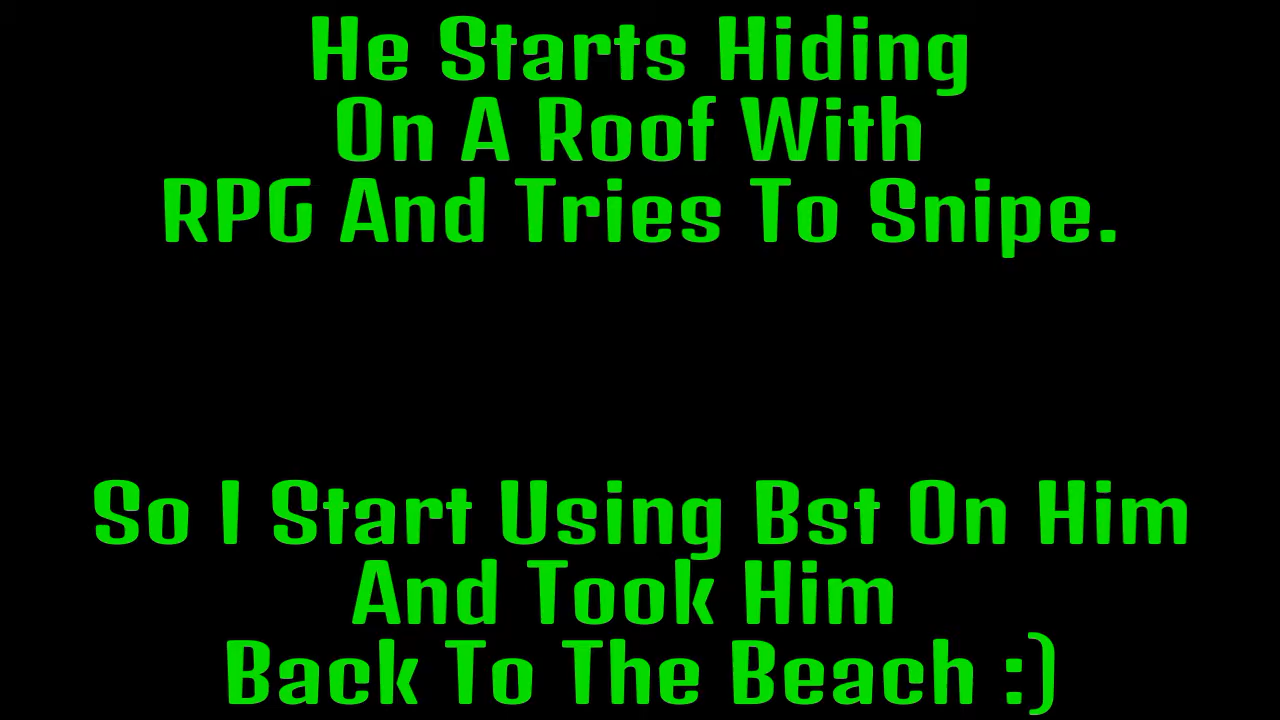 He Starts Hiding
On A Roof With
RPG And Tries To Snipe.
So I Start Using Bst On Him
And Took Him
Back To The Beach :)